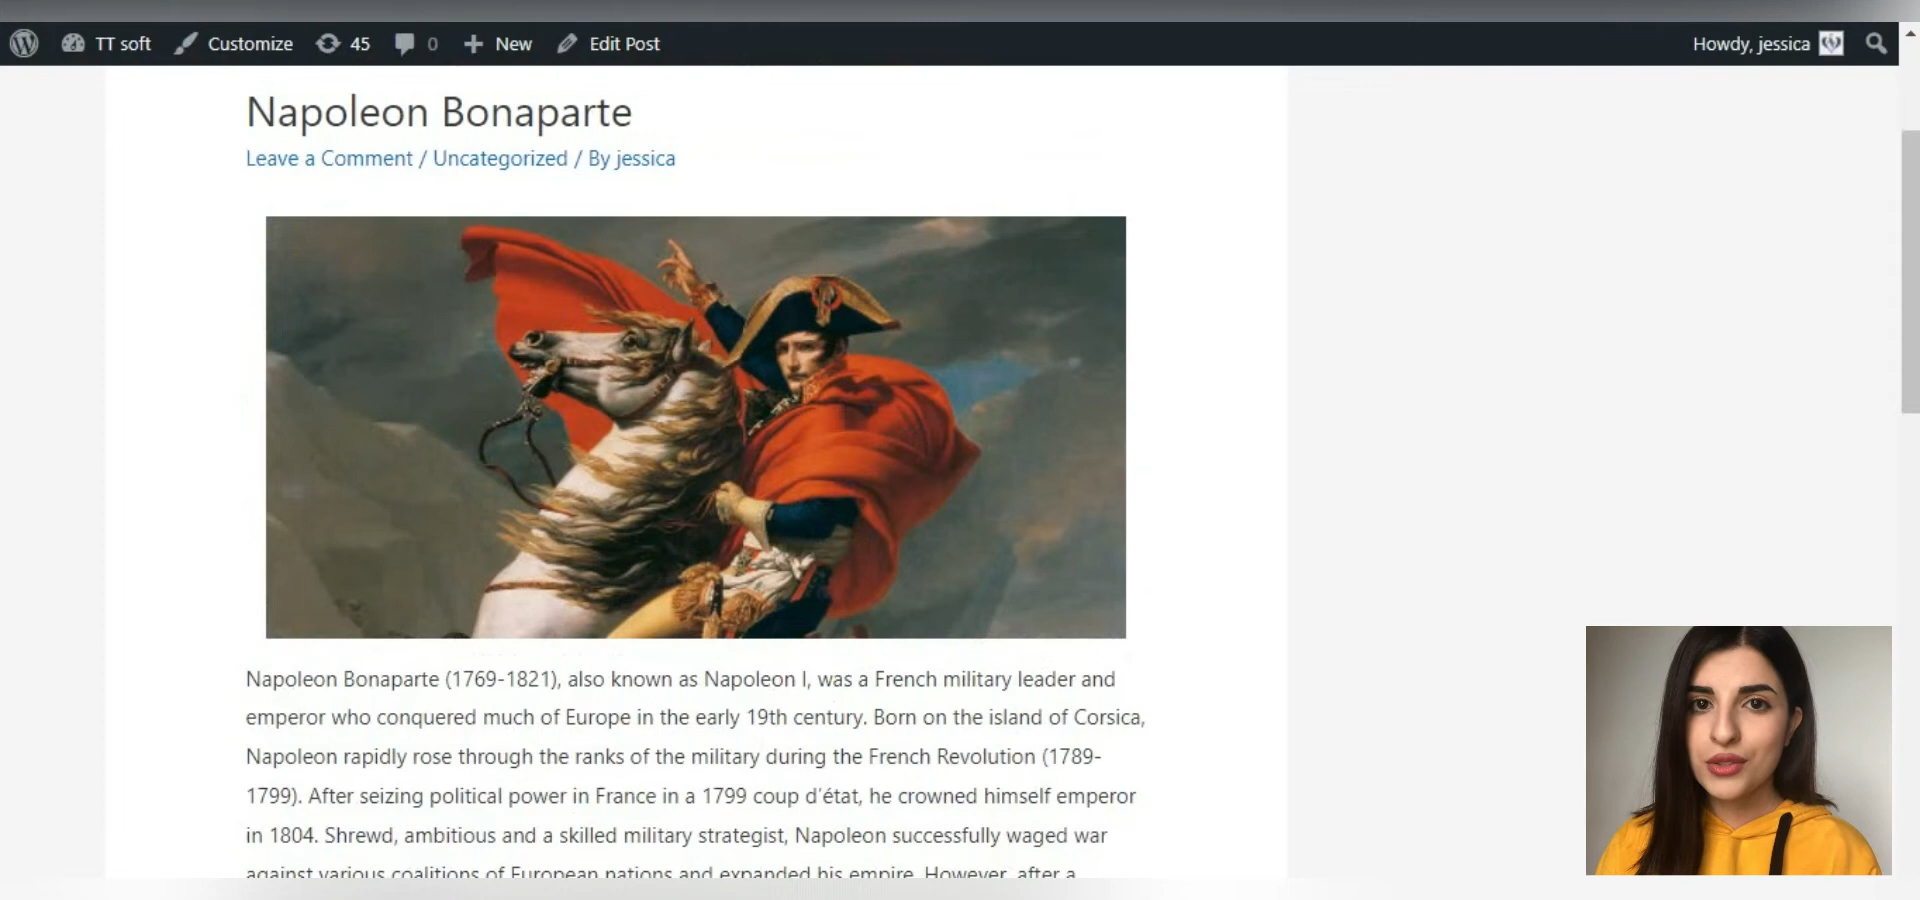 TT soft Customize 45 0 New Edit Post Howdy, jessica
Napoleon Bonaparte
Leave a Comment / Uncategorized / By jessica
Napoleon Bonaparte (1769-1821), also known as Napoleon I, was a French military leader and
emperor who conquered much of Europe in the early 19th century. Born on the island of Corsica,
Napoleon rapidly rose through the ranks of the military during the French Revolution (1789-
1799). After seizing political power in France in a 1799 coup d’état, he crowned himself emperor
in 1804. Shrewd, ambitious and a skilled military strategist, Napoleon successfully waged war
against various coalitions of European nations and expanded his empire. However, after a